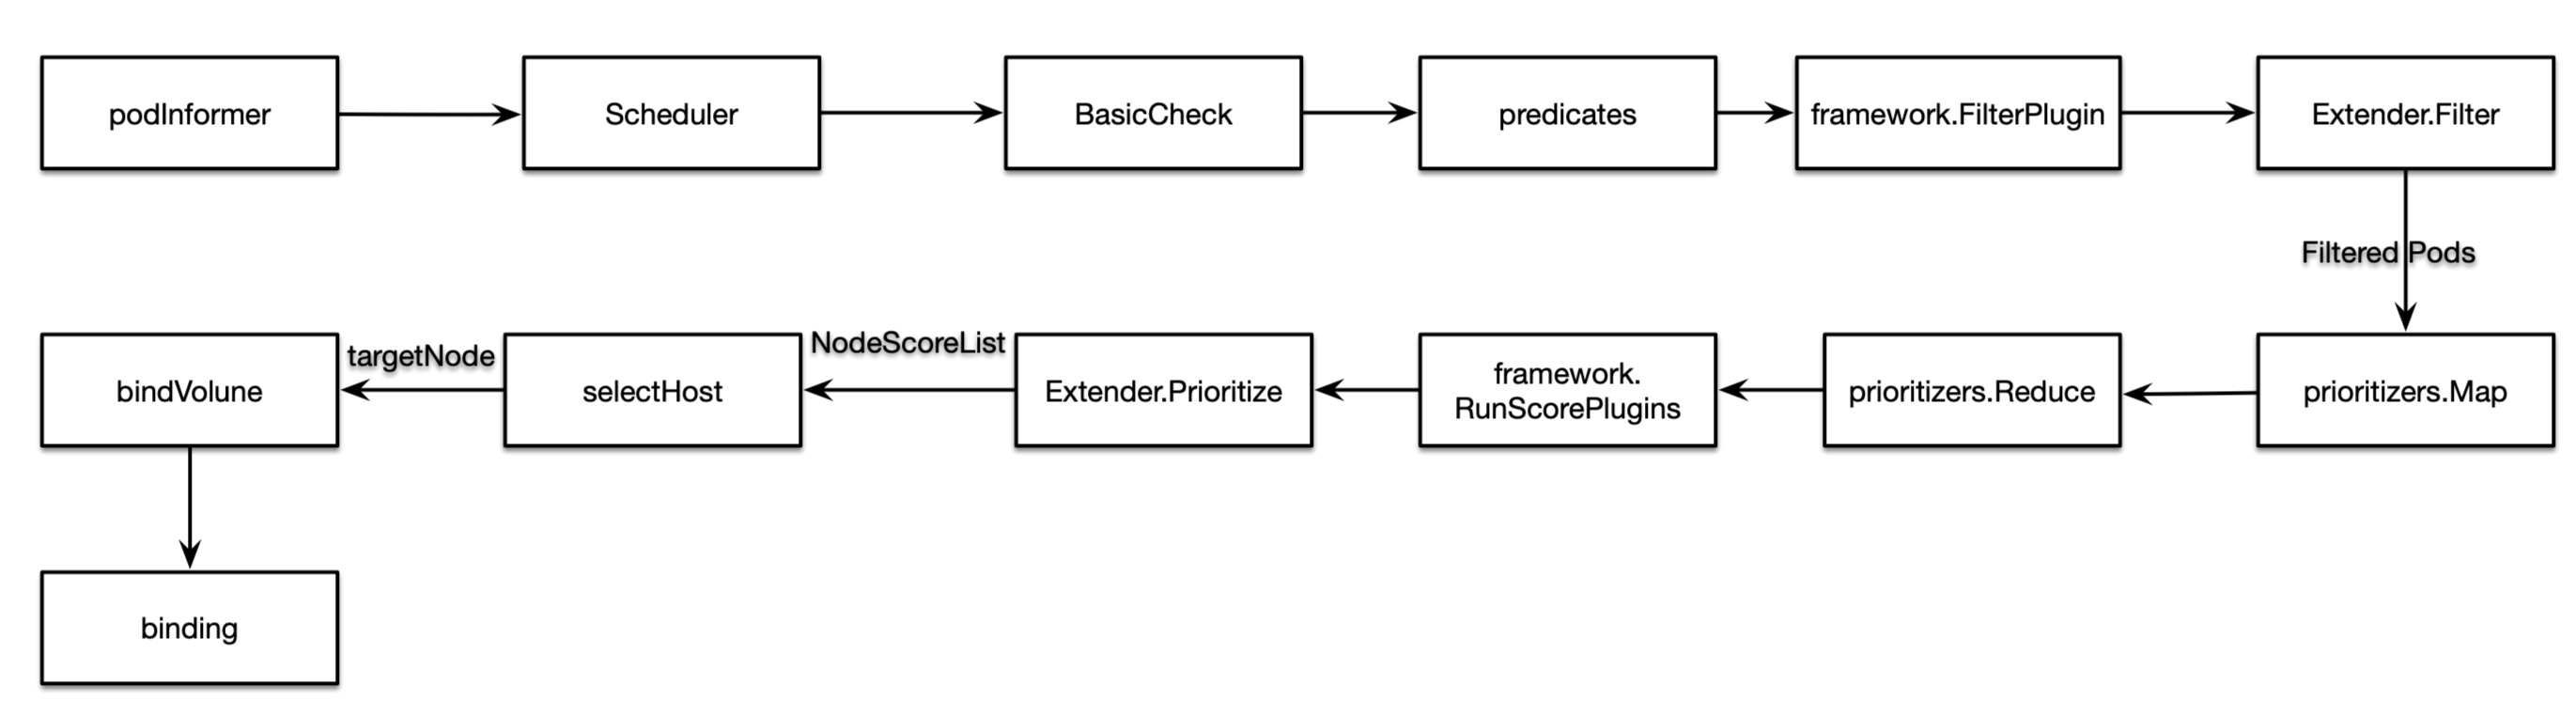 podInformer
Scheduler
BasicCheck
predicates
framework.FilterPlugin
Extender.Filter
Filtered Pods
prioritizers.Map
prioritizers.Reduce
framework.
RunScorePlugins
Extender.Prioritize
NodeScoreList
selectHost
targetNode
bindVolune
binding